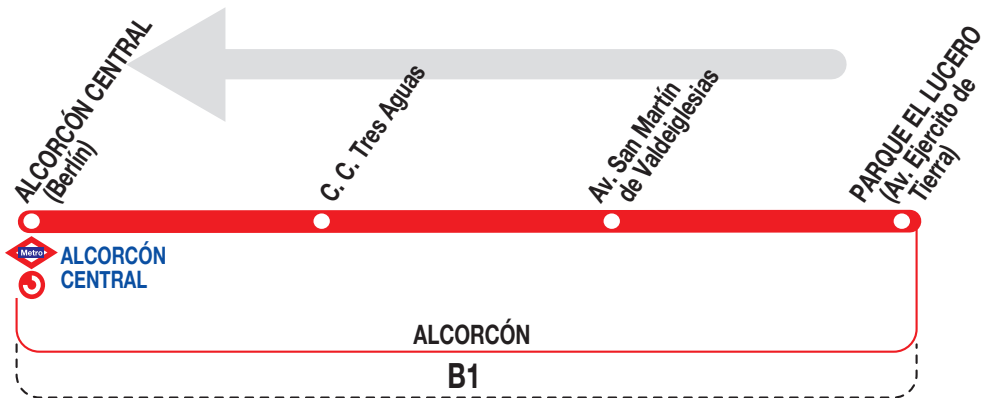 ALCORCÓN CENTRAL
(Berlín)
C. C. Tres Aguas
Av. San Martín
de Valdeiglesias
PARQUE EL LUCERO
(Av. Ejercito de
Tierra)
Metro
ALCORCÓN
CENTRAL
ALCORCÓN
B1